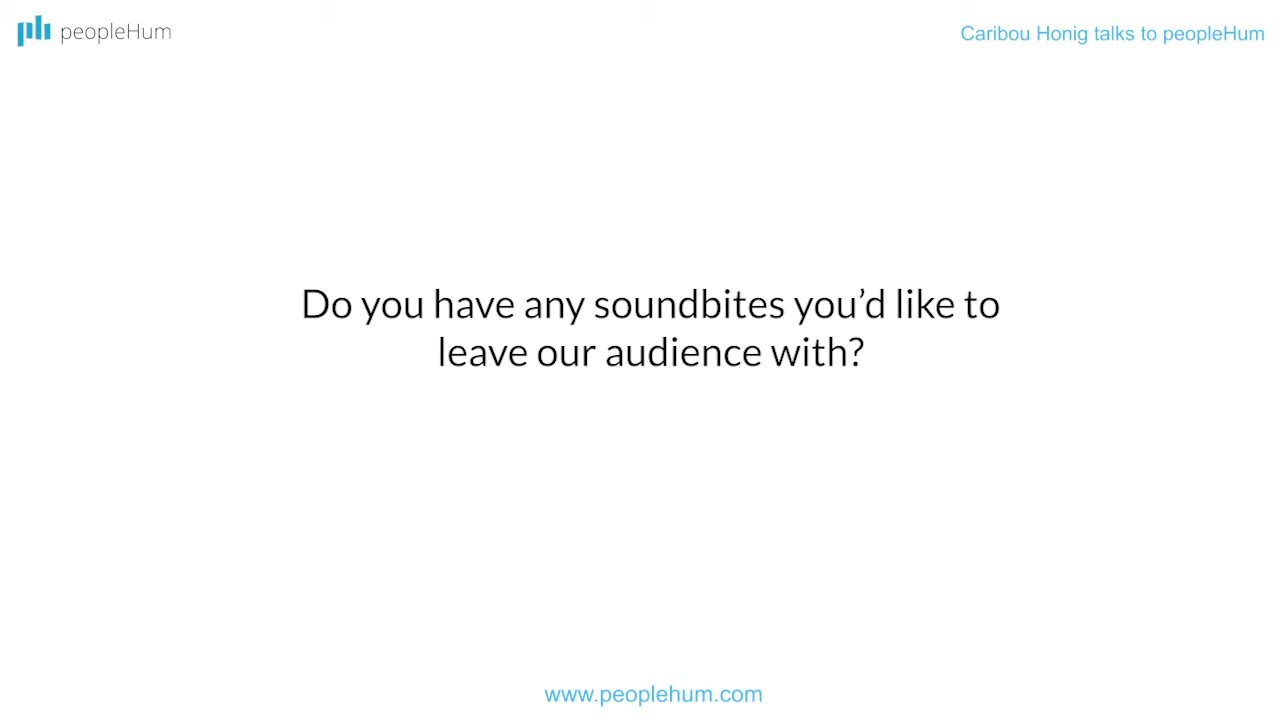 peopleHum
Caribou Honig talks to peopleHum
Do you have any soundbites you’d like to
leave our audience with?
www.peoplehum.com